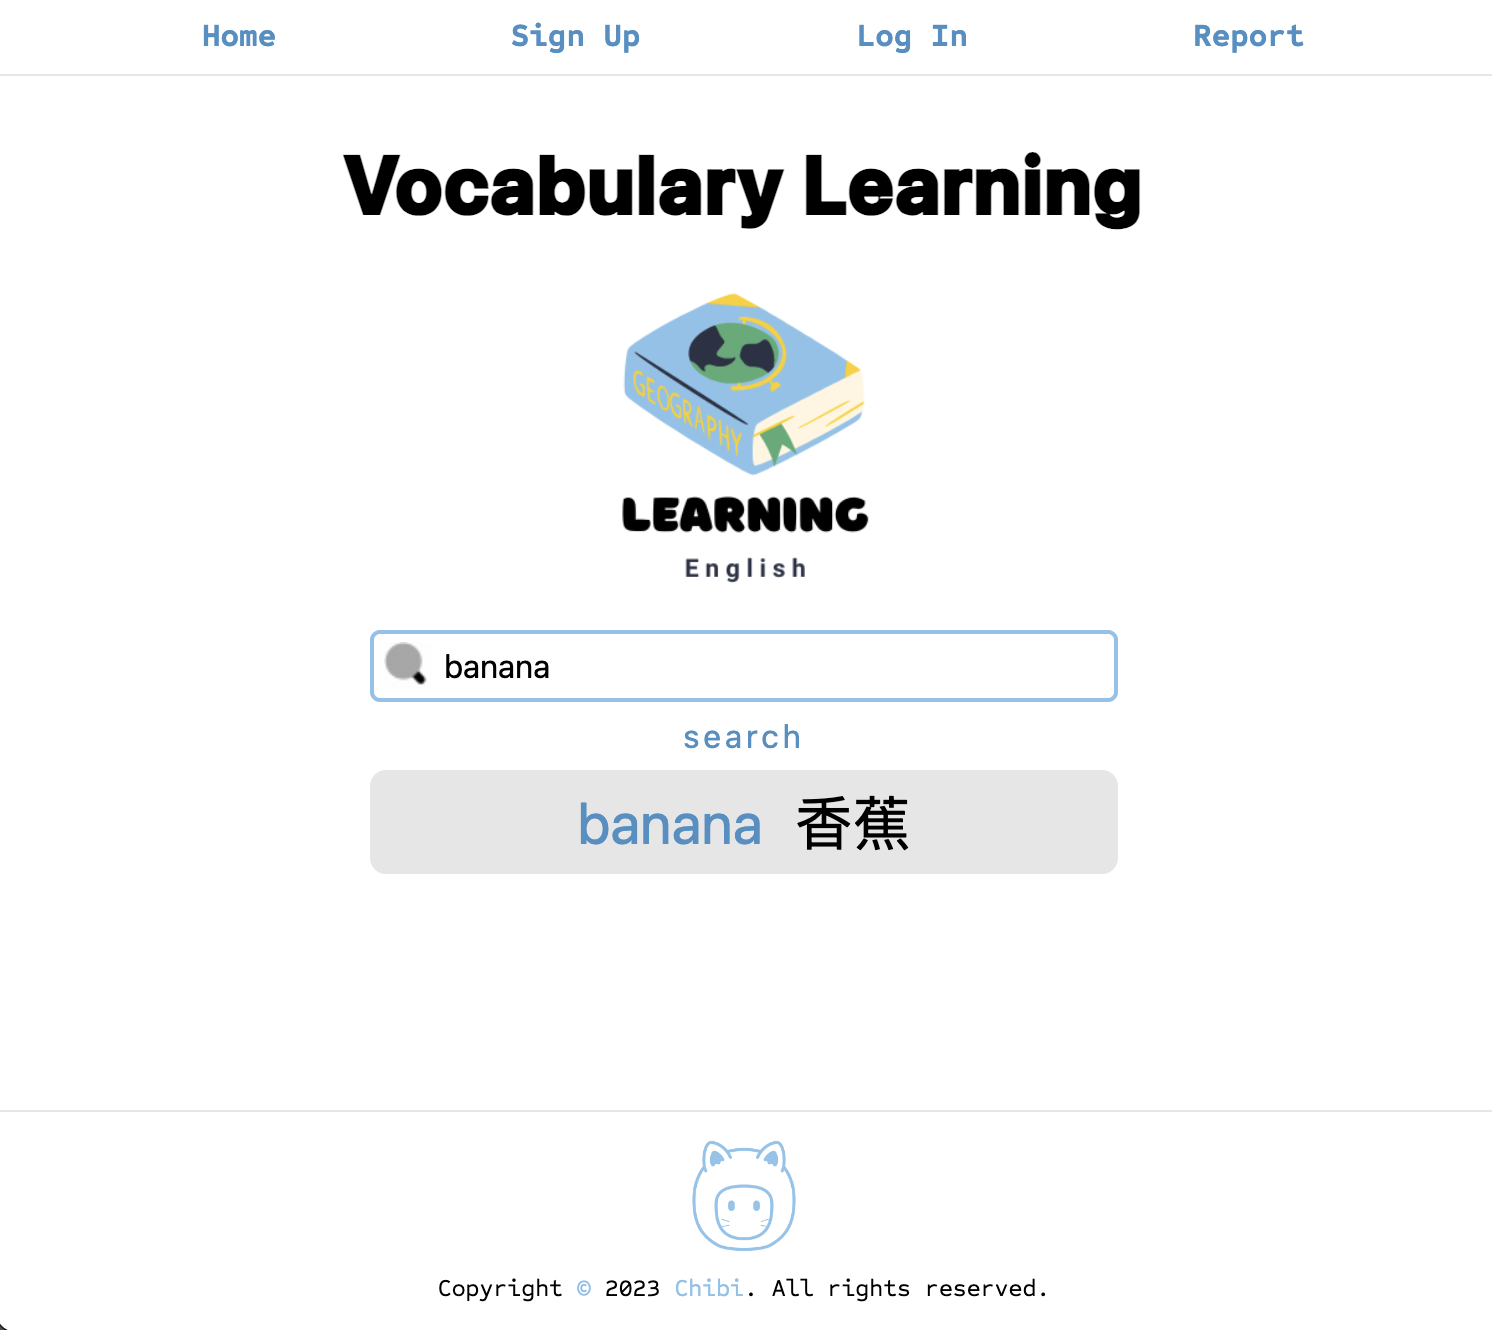 Home Sign Up Log In Report
Vocabulary Learning
GEOGRAPHY
LEARNING
English
banana
search
banana 香蕉
Copyright © 2023 Chibi. All rights reserved.